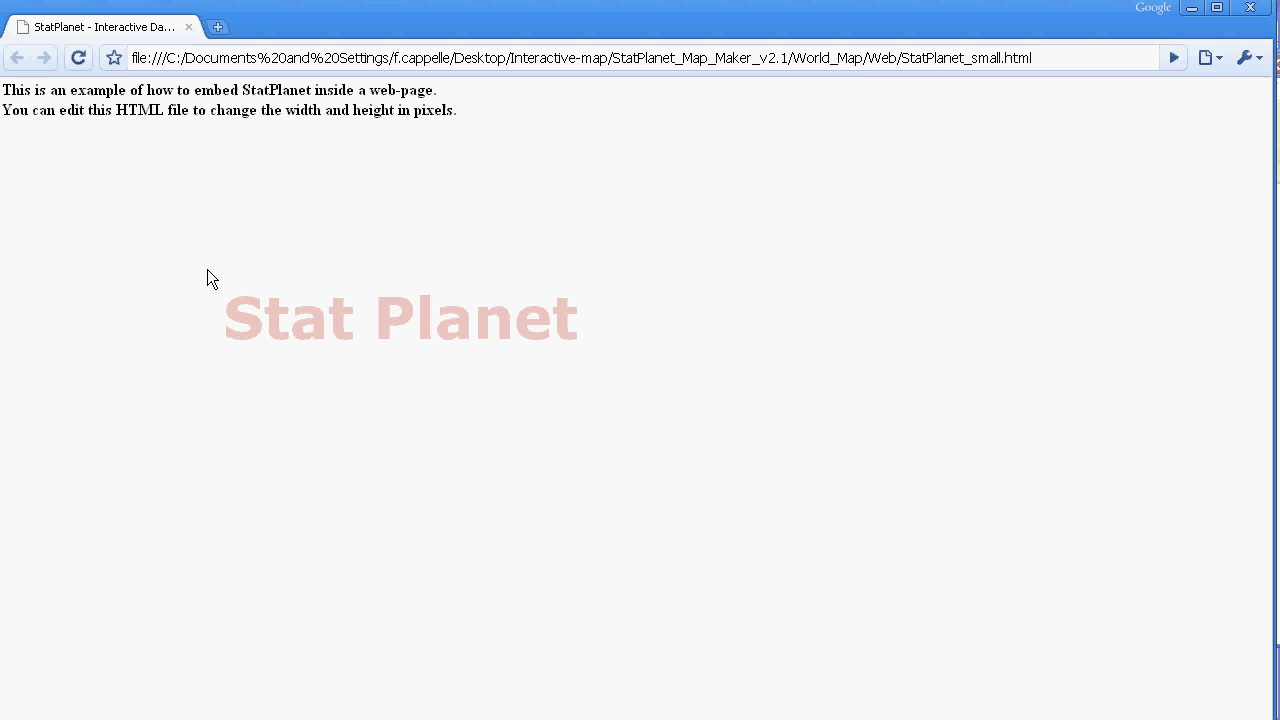 Google
StatPlanet - Interactive Da...
file:///C:/Documents%20and%20Settings/f.cappelle/Desktop/Interactive map/StatPlanet_Map_Maker_v2.1/World_Map/Web/StatPlanet_small.html
This is an example of how to embed StatPlanet inside a web-page.
You can edit this HTML file to change the width and height in pixels.
Stat Planet